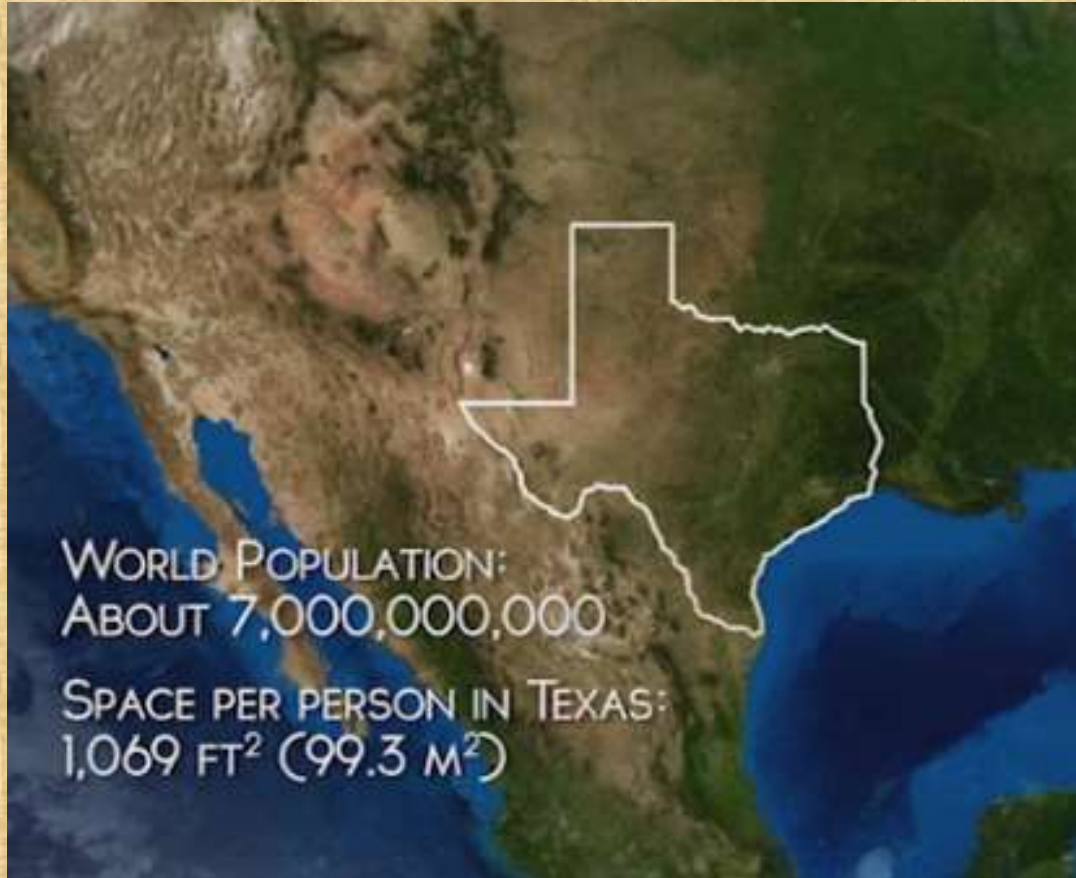 World Population:
About 7,000,000,000
Space per person in Texas:
1,069 ft² (99.3 m²)